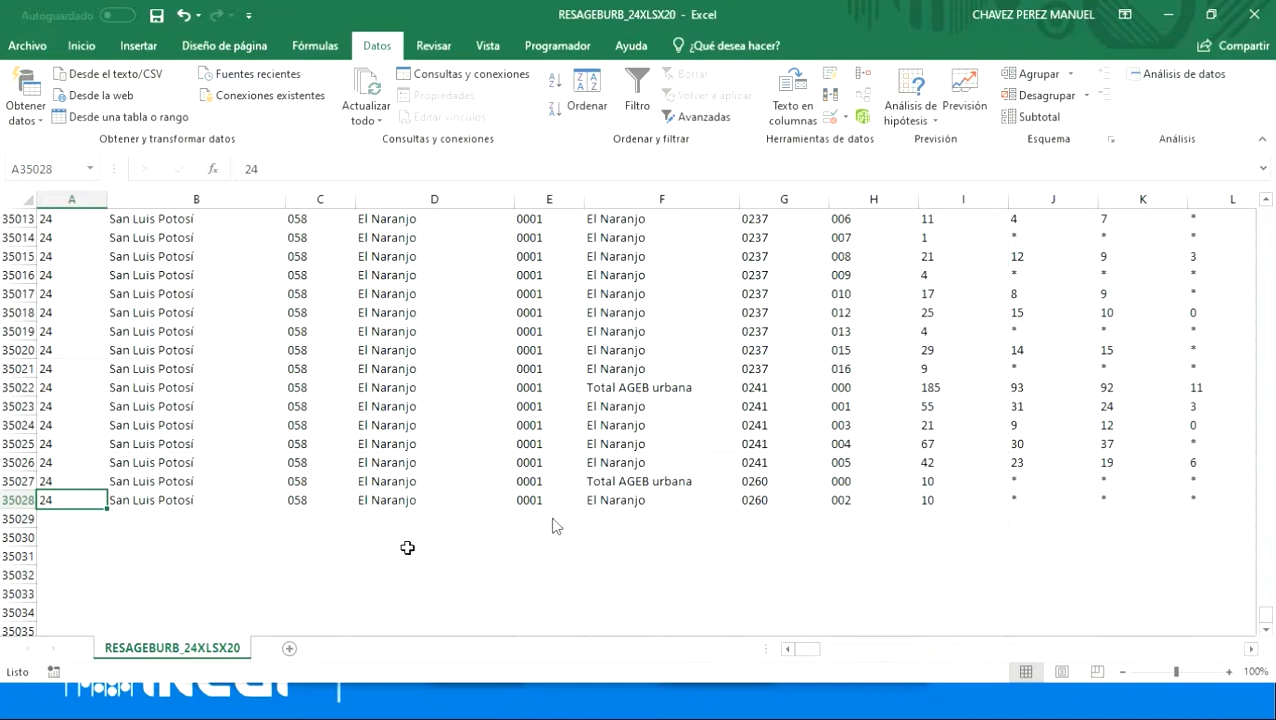 Autoguardado
RESAGEBURB_24XLSX20 - Excel
CHAVEZ PEREZ MANUEL
Archivo Inicio Insertar Diseño de página Fórmulas Datos Revisar Vista Programador Ayuda ¿Qué desea hacer? Compartir
Obtener datos
Desde el texto/CSV
Desde la web
Desde una tabla o rango
Fuentes recientes
Conexiones existentes
Obtener y transformar datos
Actualizar todo
Consultas y conexiones
Propiedades
Editar vínculos
Consultas y conexiones
Ordenar
Filtro
Borrar
Volver a aplicar
Avanzadas
Ordenar y filtrar
Texto en columnas
Herramientas de datos
Análisis de hipótesis
Previsión
Previsión
Agrupar
Desagrupar
Subtotal
Esquema
Análisis de datos
Análisis
A35028 fx 24
A B C D E F G H I J K L
35013 24 San Luis Potosí 058 El Naranjo 0001 El Naranjo 0237 006 11 4 7 *
35014 24 San Luis Potosí 058 El Naranjo 0001 El Naranjo 0237 007 1 * * *
35015 24 San Luis Potosí 058 El Naranjo 0001 El Naranjo 0237 008 21 12 9 3
35016 24 San Luis Potosí 058 El Naranjo 0001 El Naranjo 0237 009 4 * * *
35017 24 San Luis Potosí 058 El Naranjo 0001 El Naranjo 0237 010 17 8 9 *
35018 24 San Luis Potosí 058 El Naranjo 0001 El Naranjo 0237 012 25 15 10 0
35019 24 San Luis Potosí 058 El Naranjo 0001 El Naranjo 0237 013 4 * * *
35020 24 San Luis Potosí 058 El Naranjo 0001 El Naranjo 0237 015 29 14 15 *
35021 24 San Luis Potosí 058 El Naranjo 0001 El Naranjo 0237 016 9 * * *
35022 24 San Luis Potosí 058 El Naranjo 0001 Total AGEB urbana 0241 000 185 93 92 11
35023 24 San Luis Potosí 058 El Naranjo 0001 El Naranjo 0241 001 55 31 24 3
35024 24 San Luis Potosí 058 El Naranjo 0001 El Naranjo 0241 003 21 9 12 0
35025 24 San Luis Potosí 058 El Naranjo 0001 El Naranjo 0241 004 67 30 37 *
35026 24 San Luis Potosí 058 El Naranjo 0001 El Naranjo 0241 005 42 23 19 6
35027 24 San Luis Potosí 058 El Naranjo 0001 Total AGEB urbana 0260 000 10 * * *
35028 24 San Luis Potosí 058 El Naranjo 0001 El Naranjo 0260 002 10 * * *
35029
35030
35031
35032
35033
35034
35035
RESAGEBURB_24XLSX20
Listo
100%